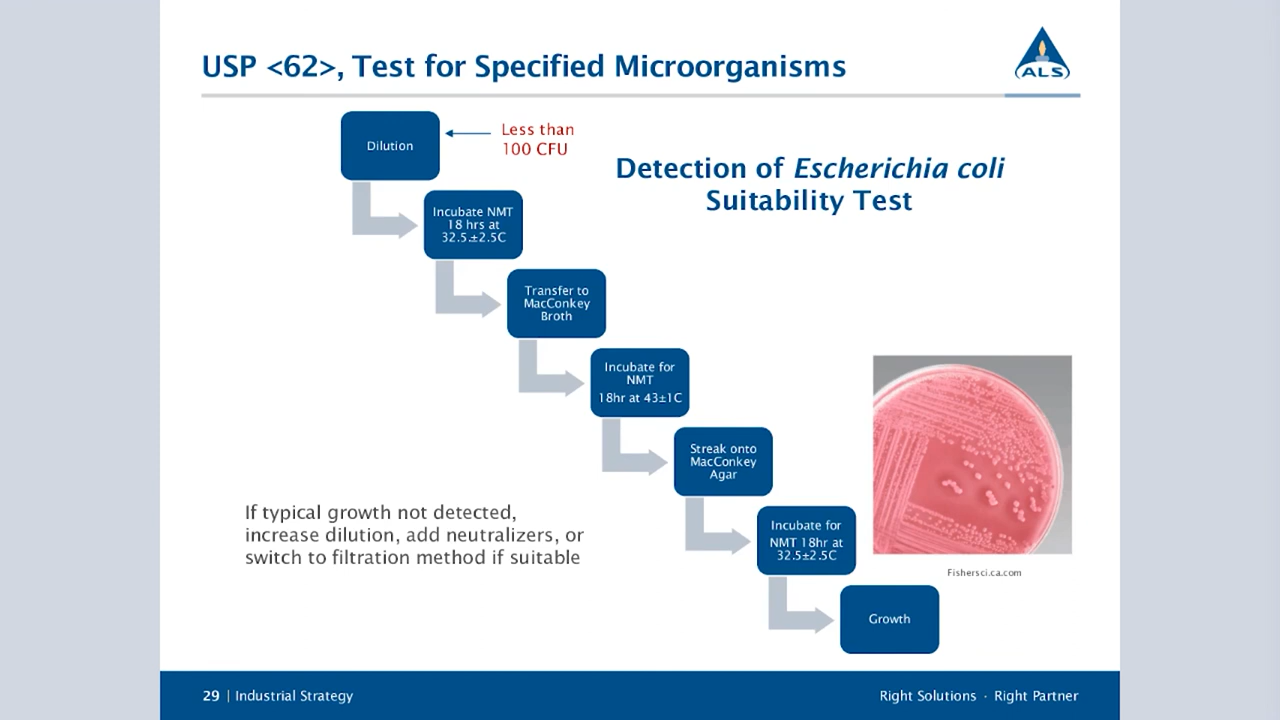 USP <62>, Test for Specified Microorganisms
ALS
Dilution
Less than
100 CFU
Detection of Escherichia coli
Suitability Test
Incubate NMT
18 hrs at
32.5.±2.5C
Transfer to
MacConkey
Broth
Incubate for
NMT
18hr at 43±1C
Streak onto
MacConkey
Agar
If typical growth not detected,
increase dilution, add neutralizers, or
switch to filtration method if suitable
Incubate for
NMT 18hr at
32.5±2.5C
Fishersci.ca.com
Growth
29 | Industrial Strategy
Right Solutions · Right Partner